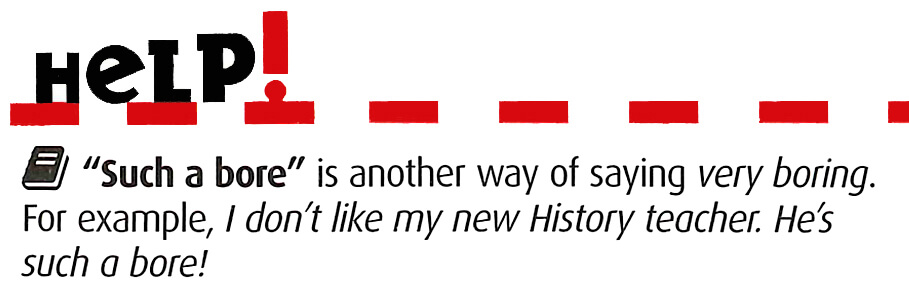 HeLP!
“Such a bore” is another way of saying very boring.
For example, I don’t like my new History teacher. He’s
such a bore!